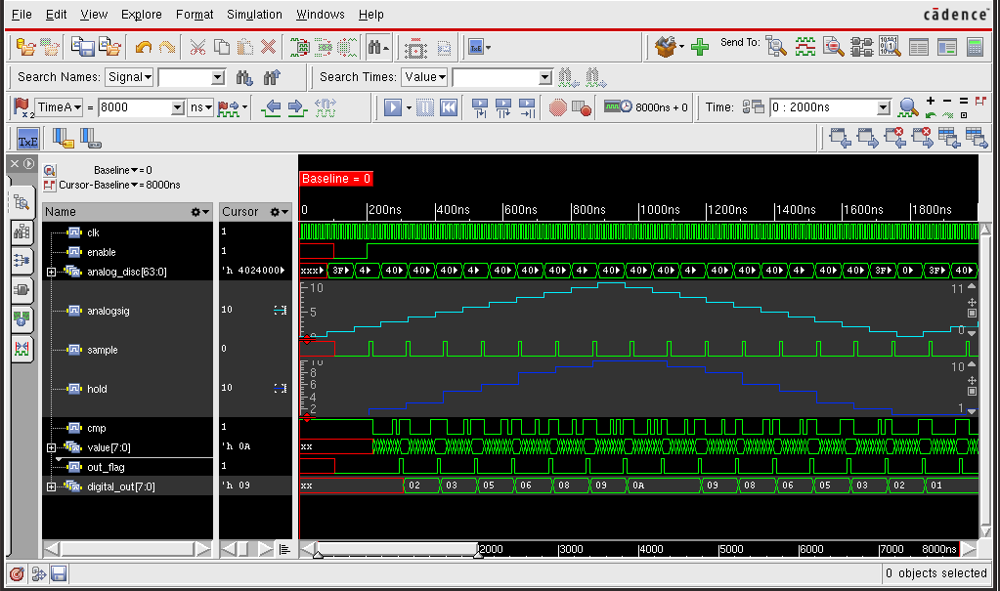 File Edit View Explore Format Simulation Windows Help
cādence™
Send To:
Search Names: Signal
Search Times: Value
TimeA = 8000 ns
8000ns + 0
Time: 0 : 2000ns
TxE
Baseline = 0
Cursor-Baseline = 8000ns
Baseline = 0
Name Cursor
0 200ns 400ns 600ns 800ns 1000ns 1200ns 1400ns 1600ns 1800ns
clk 1
enable 1
analog_disc[63:0] 'h 4024000 xxx 3F 4 40 40 40 4 40 40 40 40 40 40 40 40 40 40 40 4 40 40 3F 0 3F 40
analogsig 10
10
5
0
11
0
sample 0
hold 10
10
8
6
4
2
10
1
cmp 1
value[7:0] 'h 0A xx
out_flag 1
digital_out[7:0] 'h 09 xx 02 03 05 06 08 09 0A 09 08 06 05 03 02 01
2000 3000 4000 5000 6000 7000 8000ns
0 objects selected